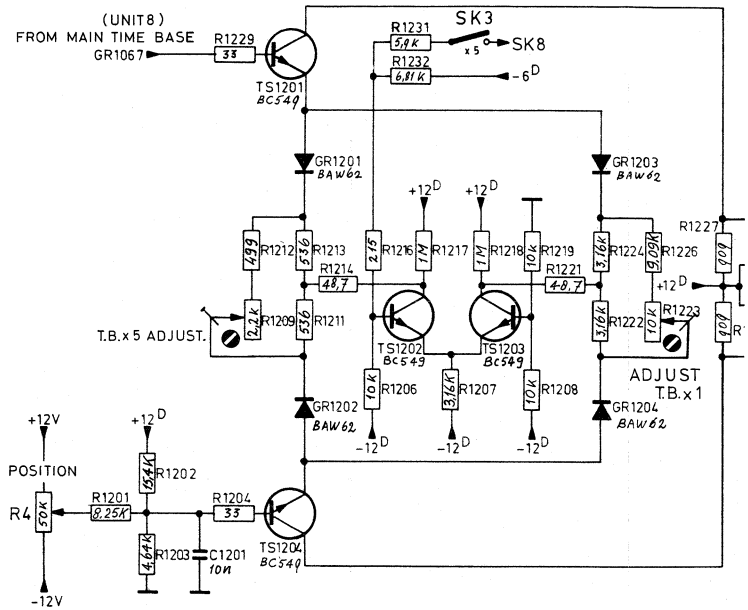 (UNIT8)
FROM MAIN TIME BASE
GR1067
R1229
33
TS1201
BC549
R1231
5,9K
SK3
x5
SK8
R1232
6,81K
-6D
GR1201
BAW62
GR1203
BAW62
+12D
+12D
499
R1212
536
R1213
215
R1216
1M
R1217
1M
R1218
10K
R1219
3,16K
R1224
9,09K
R1226
R1227
909
R1214
48,7
R1221
48,7
+12D
2,2K
R1209
536
R1211
T.B. x5 ADJUST.
TS1202
BC549
TS1203
BC549
3,16K
R1222
10K
R1223
909
ADJUST
T.B. x1
10K
R1206
3,16K
R1207
10K
R1208
GR1202
BAW62
GR1204
BAW62
-12D
-12D
-12D
+12V
+12D
POSITION
R4
50K
15,4K
R1202
R1201
8,25K
R1204
33
4,64K
R1203
C1201
10n
TS1204
BC549
-12V